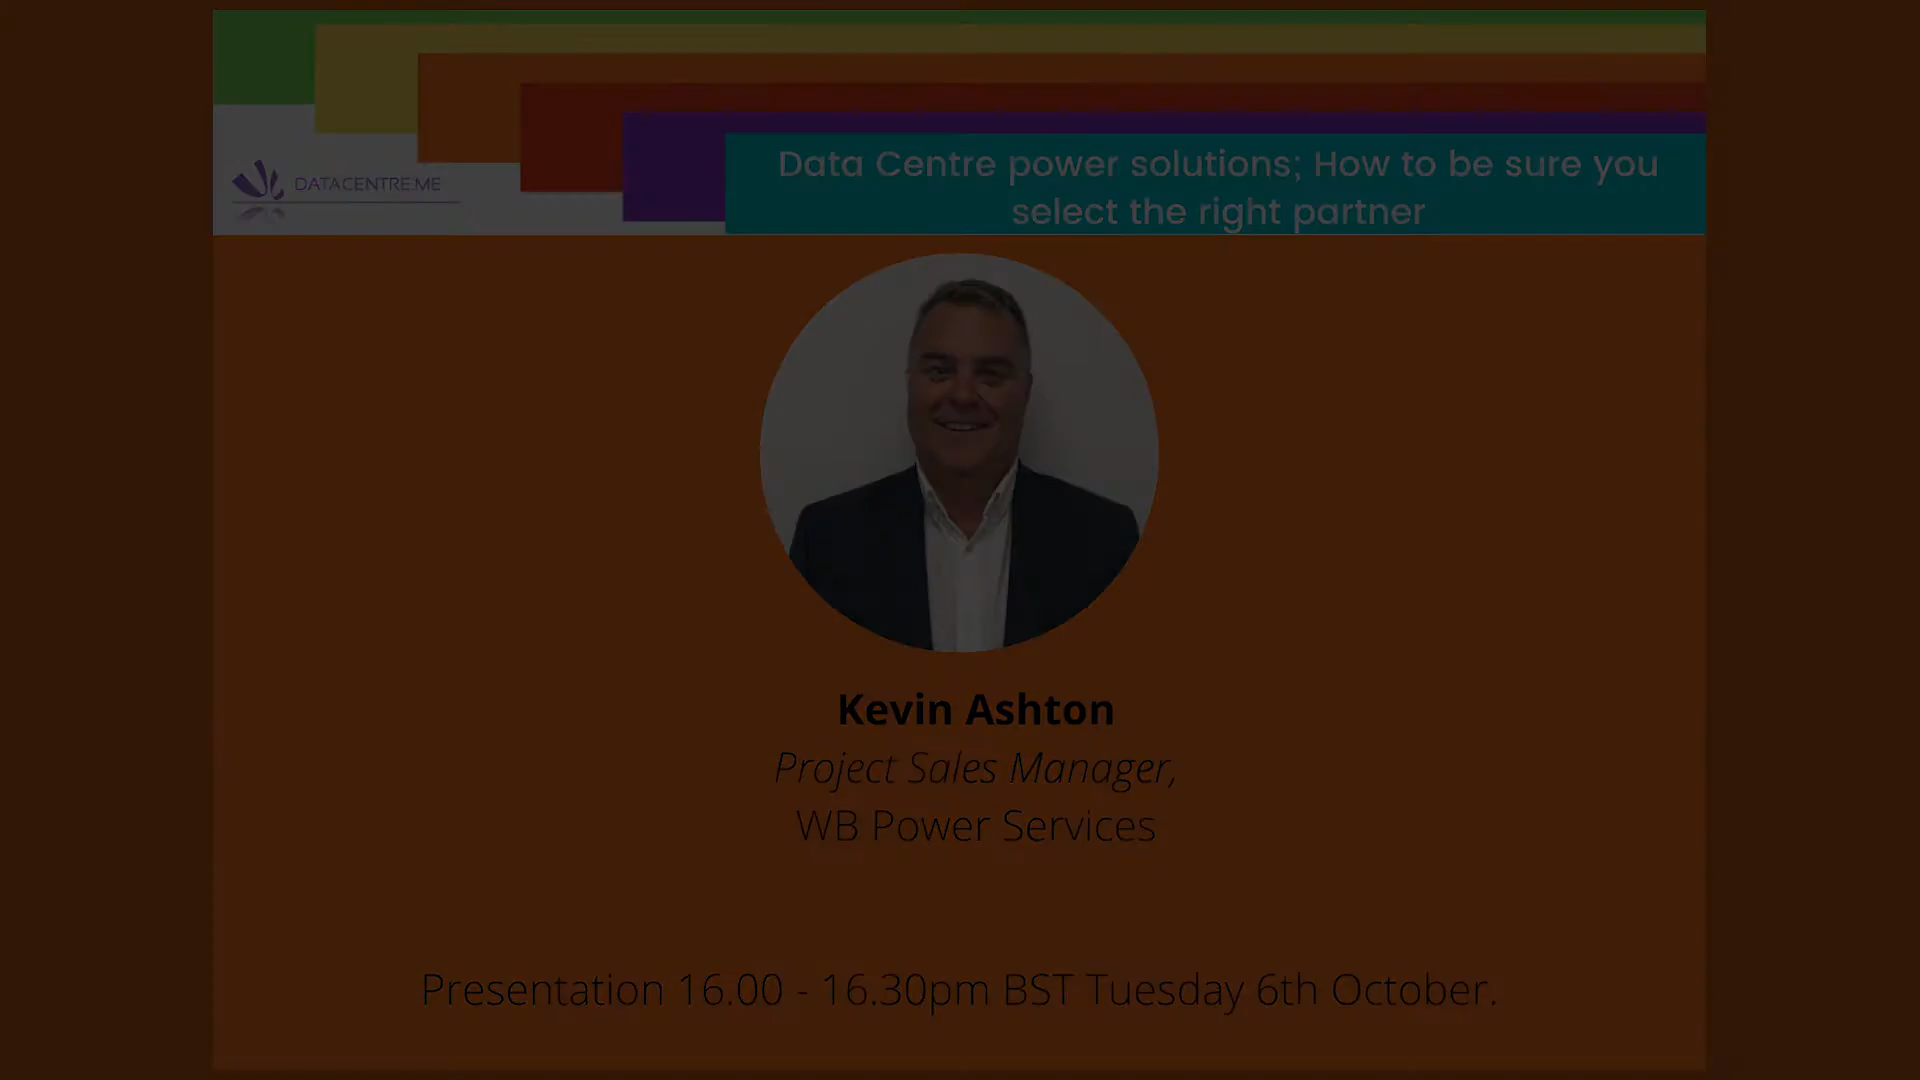 Data Centre power solutions; How to be sure you
select the right partner
DATACENTRE.ME
Kevin Ashton
Project Sales Manager,
WB Power Services
Presentation 16.00 - 16.30pm BST Tuesday 6th October.